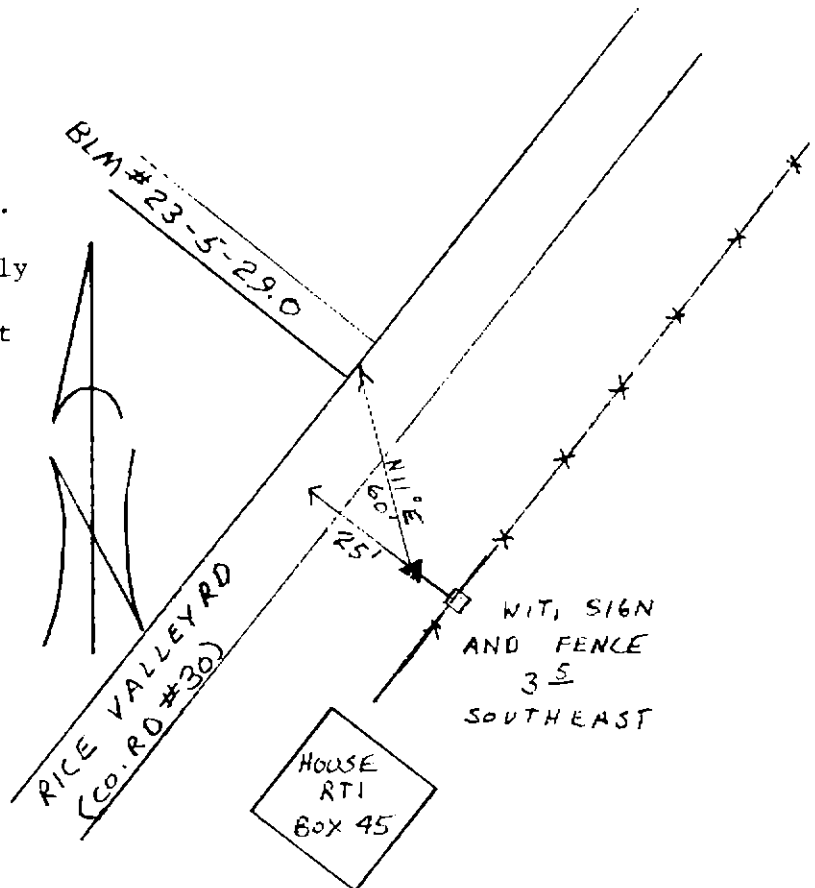 BLM #23-5-29.0
.
ly
t
N11°E
60'
25'
WIT, SIGN
AND FENCE
3 5
SOUTHEAST
RICE VALLEY RD
(CO. RD #30)
HOUSE
RT1
BOX 45